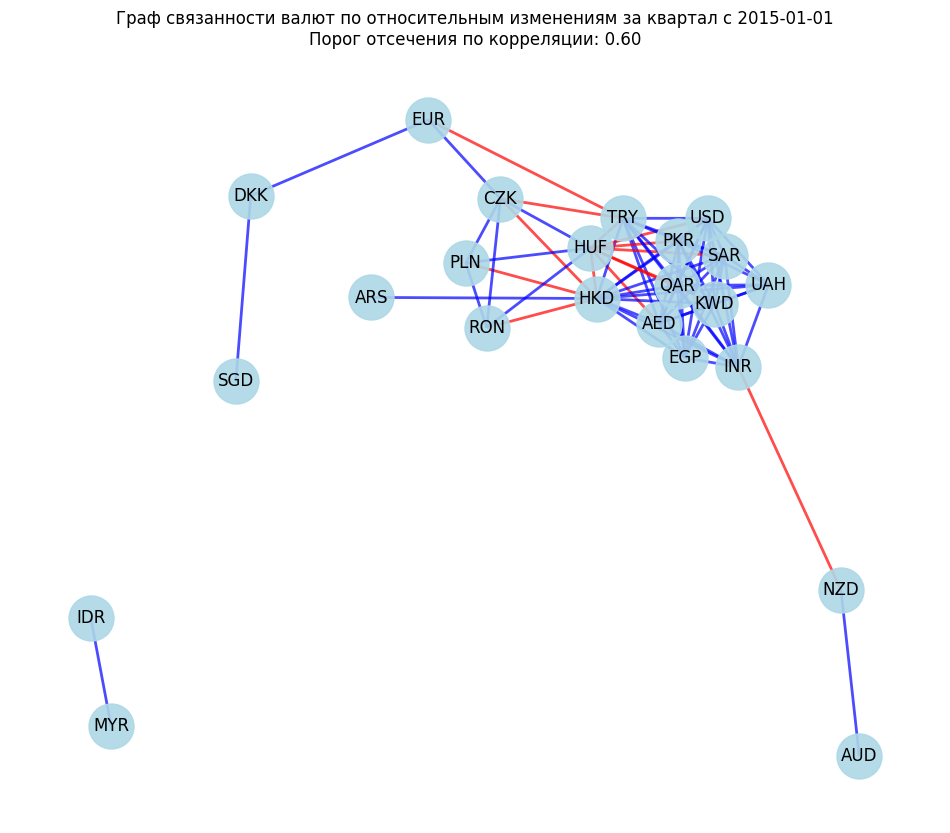 Граф связанности валют по относительным изменениям за квартал с 2015-01-01
Порог отсечения по корреляции: 0.60
EUR
DKK
CZK
TRY
USD
PKR
HUF
SAR
PLN
QAR
UAH
ARS
HKD
KWD
RON
AED
EGP
INR
SGD
NZD
IDR
MYR
AUD